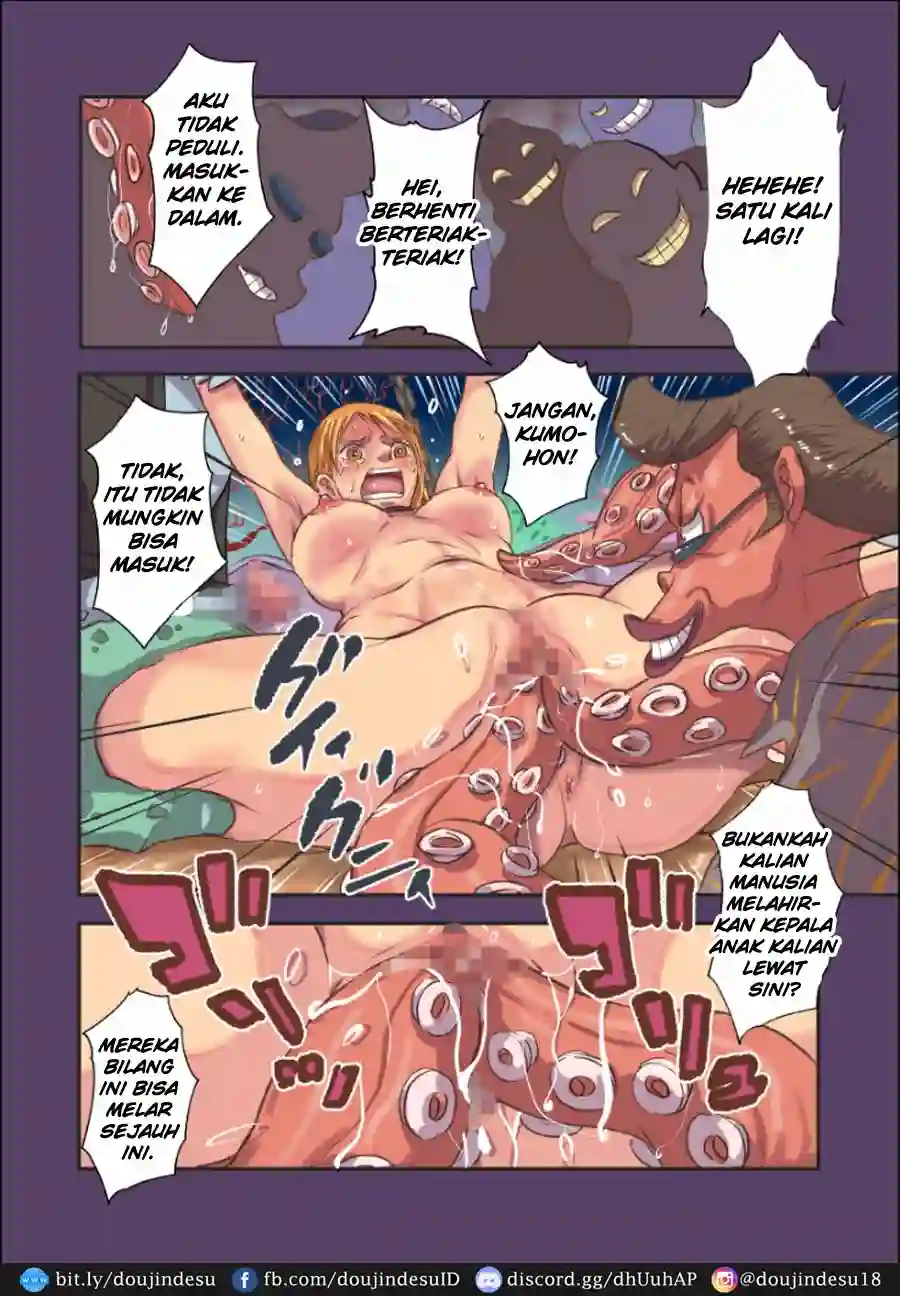 HEHEHE!
SATU KALI
LAGI!
HEI,
BERHENTI
BERTERIAK-
TERIAK!
AKU
TIDAK
PEDULI.
MASUK-
KAN KE
DALAM.
JANGAN,
KUMO-
HON!
TIDAK,
ITU TIDAK
MUNGKIN
BISA
MASUK!
BUKANKAH
KALIAN
MANUSIA
MELAHIR-
KAN KEPALA
ANAK KALIAN
LEWAT
SINI?
MEREKA
BILANG
INI BISA
MELAR
SEJAUH
INI.
bit.ly/doujindesu fb.com/doujindesuID discord.gg/dhUuhAP @doujindesu18